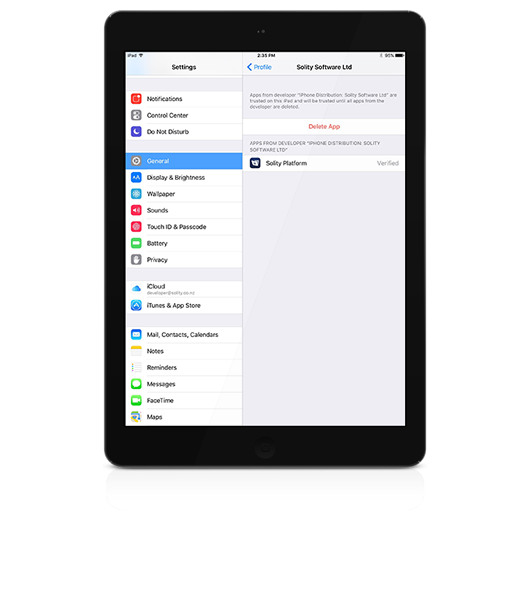 iPad
2:35 PM
95%
Settings
Profile
Solity Software Ltd
Notifications
Control Center
Do Not Disturb
General
Display & Brightness
Wallpaper
Sounds
Touch ID & Passcode
Battery
Privacy
iCloud
developer@solity.co.nz
iTunes & App Store
Mail, Contacts, Calendars
Notes
Reminders
Messages
FaceTime
Maps
Apps from developer "iPhone Distribution: Solity Software Ltd" are
trusted on this iPad and will be trusted until all apps from the
developer are deleted.
Delete App
APPS FROM DEVELOPER "IPHONE DISTRIBUTION: SOLITY
SOFTWARE LTD"
Solity Platform
Verified